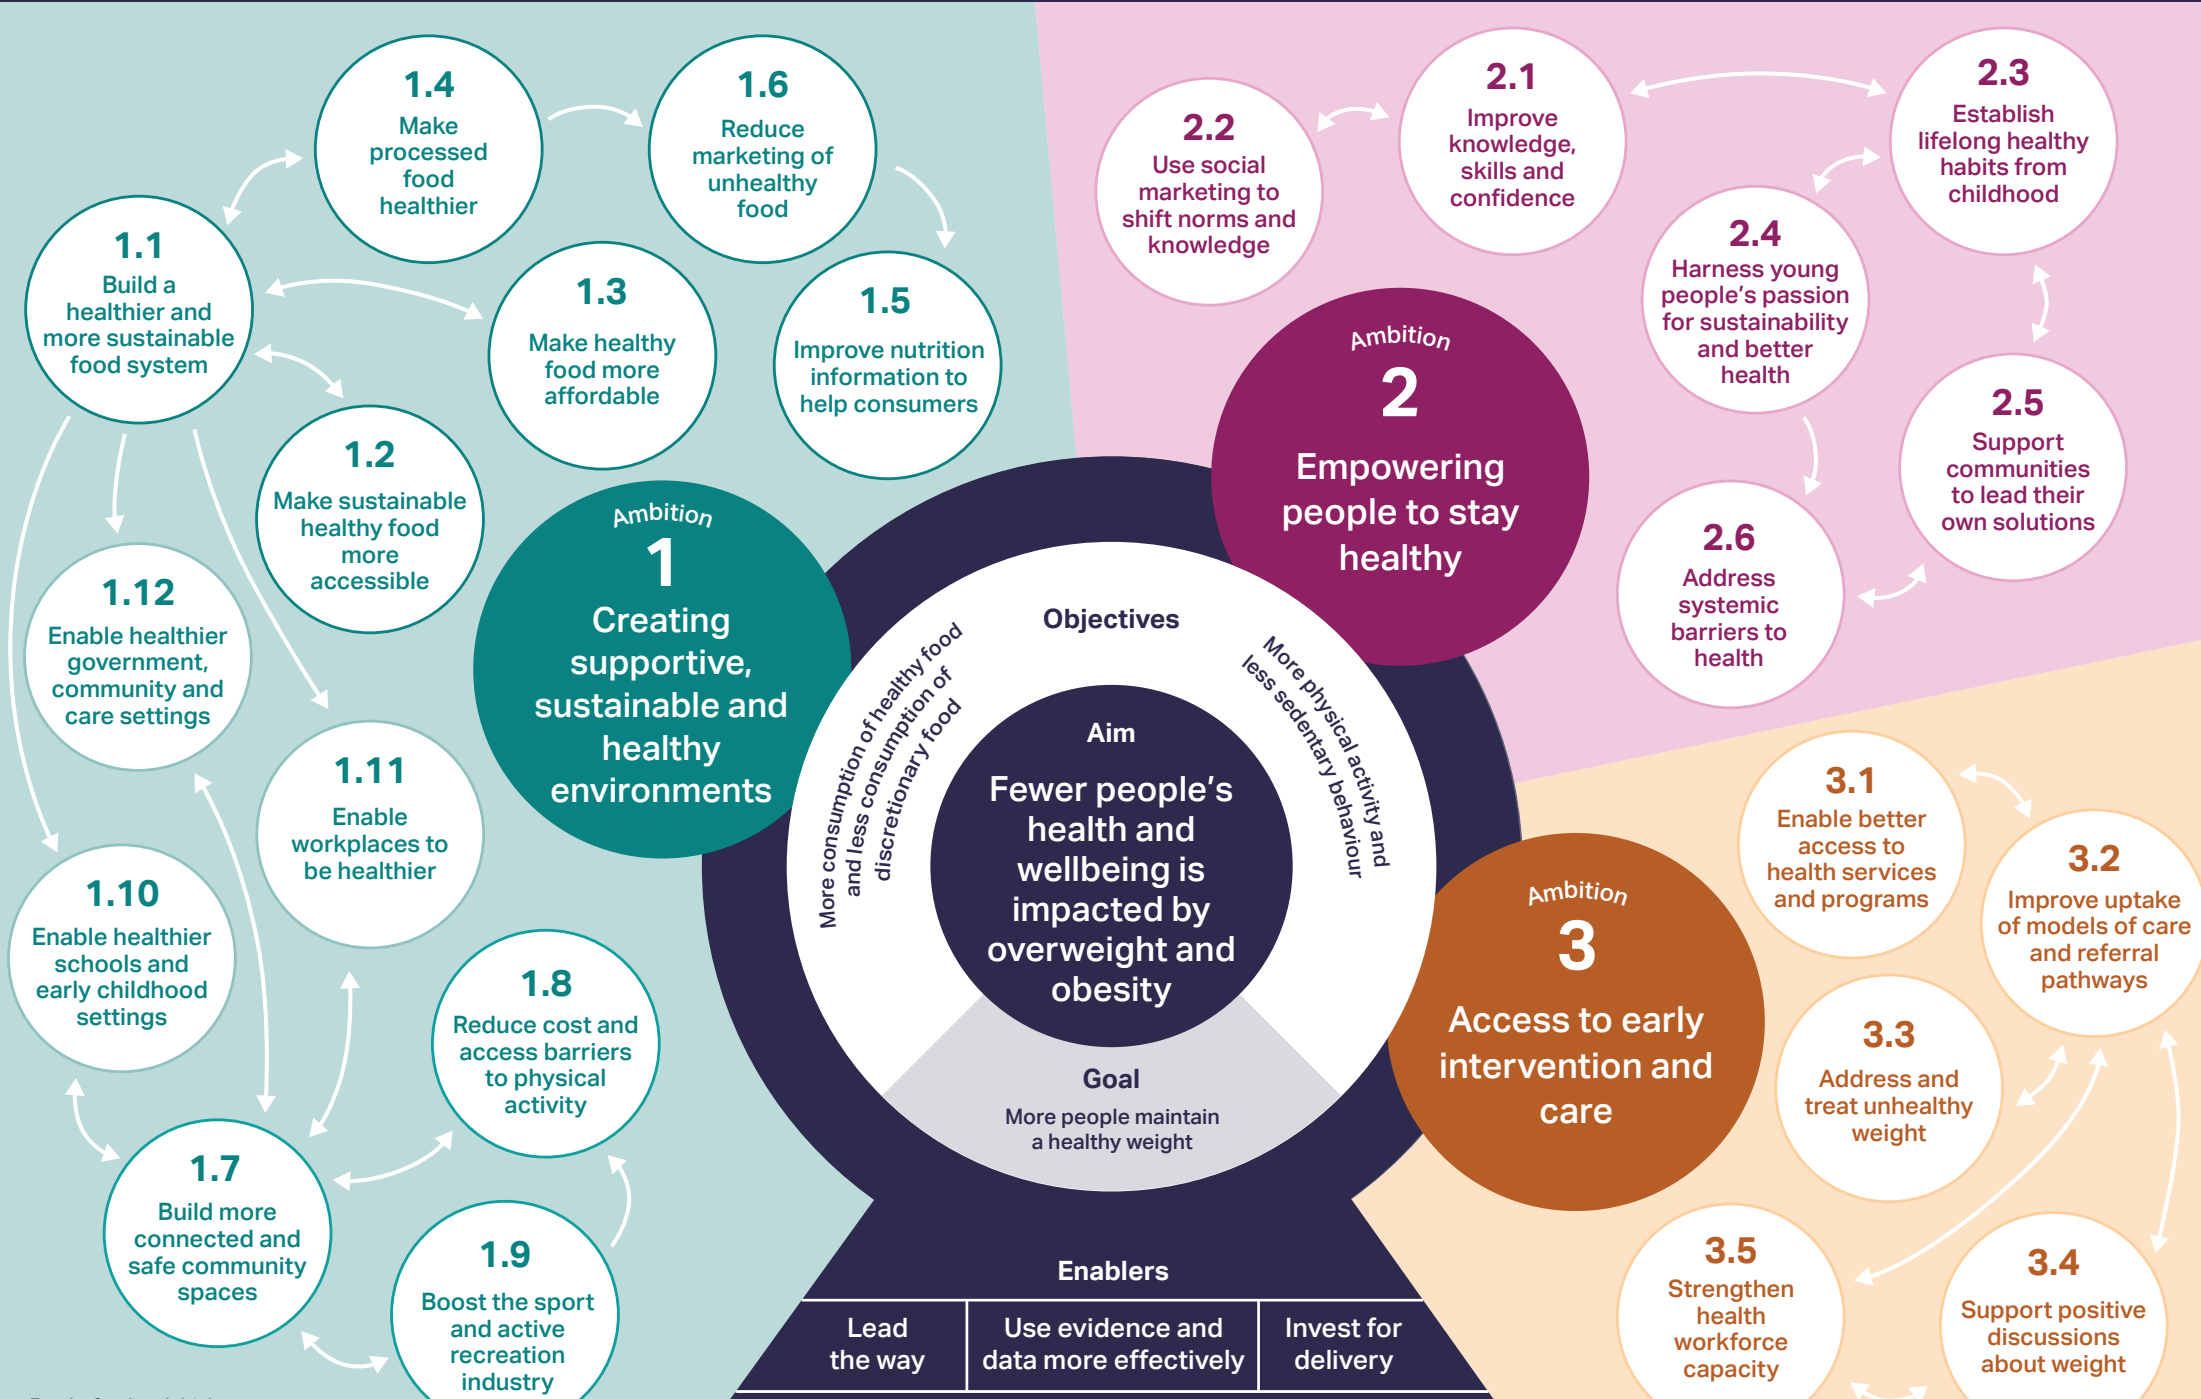 1.4
Make
processed
food
healthier
1.6
Reduce
marketing of
unhealthy
food
1.1
Build a
healthier and
more sustainable
food system
1.3
Make healthy
food more
affordable
1.5
Improve nutrition
information to
help consumers
1.2
Make sustainable
healthy food
more
accessible
1.12
Enable healthier
government,
community and
care settings
1.11
Enable
workplaces to
be healthier
1.10
Enable healthier
schools and
early childhood
settings
1.8
Reduce cost and
access barriers
to physical
activity
1.7
Build more
connected and
safe community
spaces
1.9
Boost the sport
and active
recreation
industry
Ambition
1
Creating
supportive,
sustainable and
healthy
environments
2.2
Use social
marketing to
shift norms and
knowledge
2.1
Improve
knowledge,
skills and
confidence
2.3
Establish
lifelong healthy
habits from
childhood
2.4
Harness young
people's passion
for sustainability
and better
health
2.5
Support
communities
to lead their
own solutions
2.6
Address
systemic
barriers to
health
Ambition
2
Empowering
people to stay
healthy
Objectives
More consumption of healthy food
and less consumption of
discretionary food
More physical activity and
less sedentary behaviour
Aim
Fewer people's
health and
wellbeing is
impacted by
overweight and
obesity
Goal
More people maintain
a healthy weight
Ambition
3
Access to early
intervention and
care
3.1
Enable better
access to
health services
and programs
3.2
Improve uptake
of models of care
and referral
pathways
3.3
Address and
treat unhealthy
weight
3.5
Strengthen
health
workforce
capacity
3.4
Support positive
discussions
about weight
Enablers
Lead
the way
Use evidence and
data more effectively
Invest for
delivery